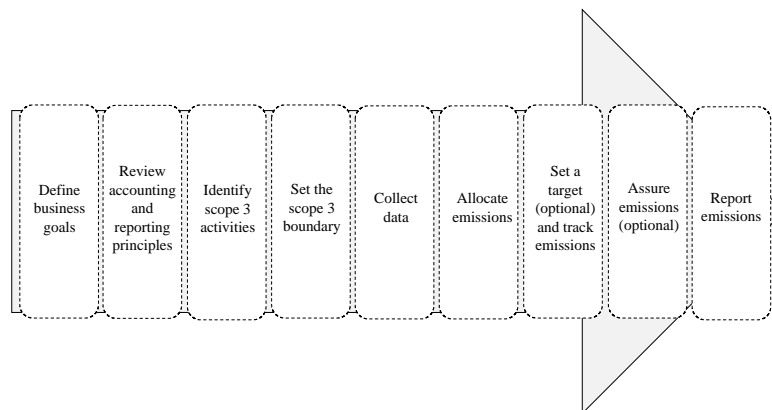 Define
business
goals
Review
accounting
and
reporting
principles
Identify
scope 3
activities
Set the
scope 3
boundary
Collect
data
Allocate
emissions
Set a
target
(optional)
and track
emissions
Assure
emissions
(optional)
Report
emissions